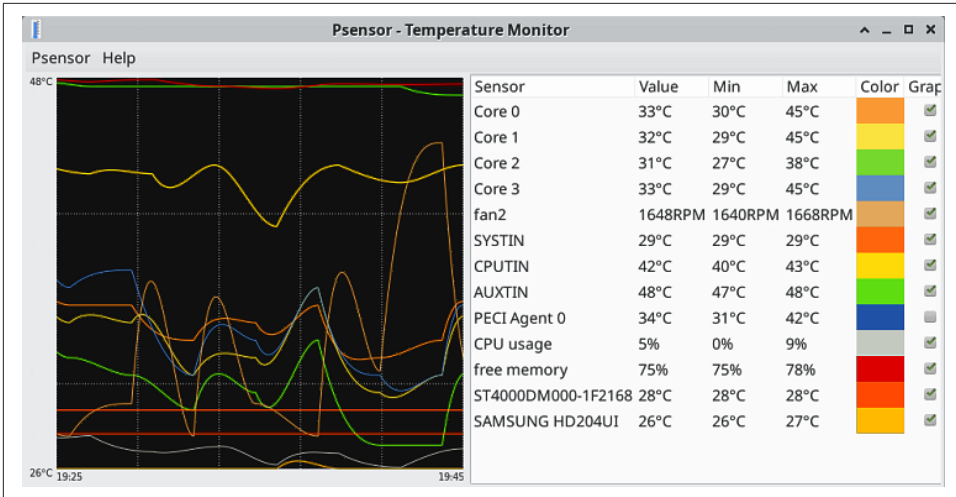 Psensor - Temperature Monitor
Psensor Help
48°C
26°C
19:25 19:45
Sensor Value Min Max Color Grap
Core 0 33°C 30°C 45°C
Core 1 32°C 29°C 45°C
Core 2 31°C 27°C 38°C
Core 3 33°C 29°C 45°C
fan2 1648RPM 1640RPM 1668RPM
SYSTIN 29°C 29°C 29°C
CPUTIN 42°C 40°C 43°C
AUXTIN 48°C 47°C 48°C
PECI Agent 0 34°C 31°C 42°C
CPU usage 5% 0% 9%
free memory 75% 75% 78%
ST4000DM000-1F2168 28°C 28°C 28°C
SAMSUNG HD204UI 26°C 26°C 27°C